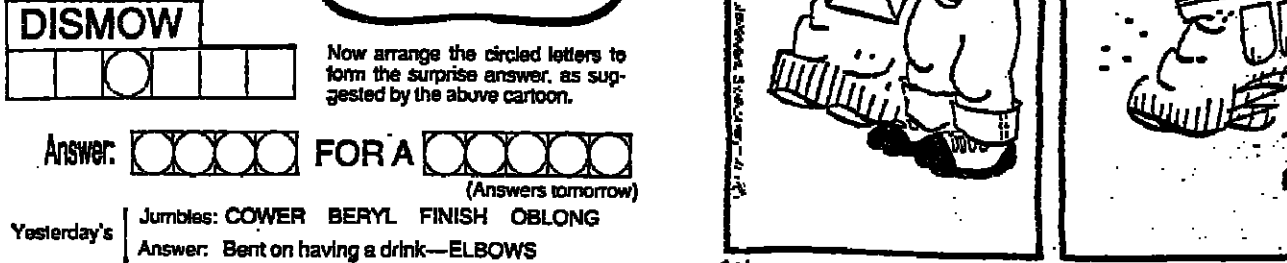 DISMOW
Now arrange the circled letters to
form the surprise answer, as sug-
gested by the above cartoon.
Answer: FOR A
(Answers tomorrow)
Yesterday's
Jumbles: COWER BERYL FINISH OBLONG
Answer: Bent on having a drink—ELBOWS